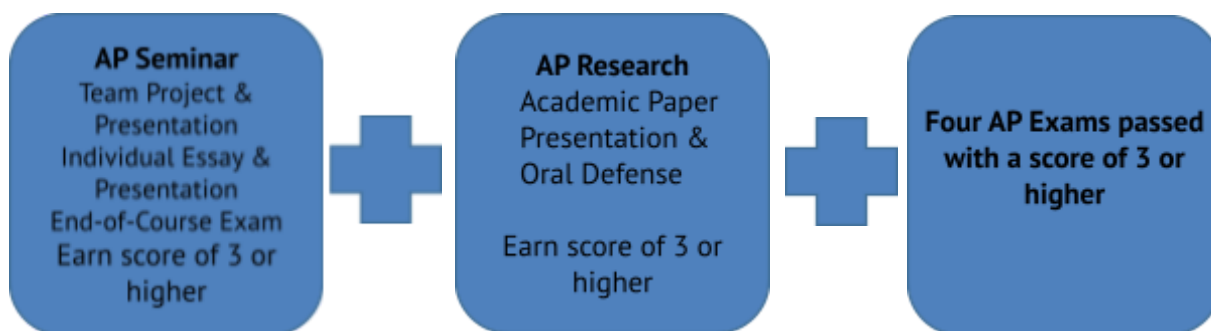 AP Seminar
Team Project &
Presentation
Individual Essay &
Presentation
End-of-Course Exam
Earn score of 3 or
higher
AP Research
Academic Paper
Presentation &
Oral Defense
Earn score of 3 or
higher
Four AP Exams passed
with a score of 3 or
higher